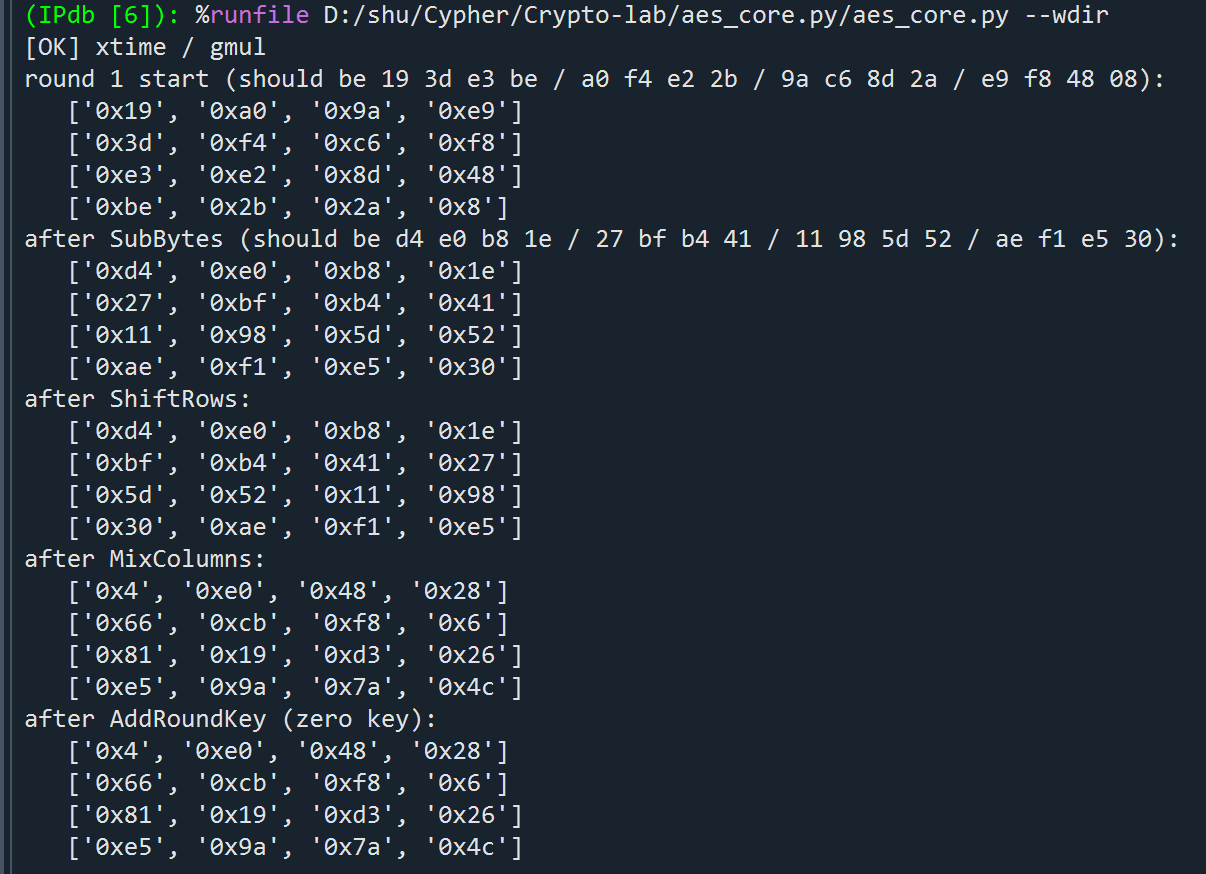 (IPdb [6]): %runfile D:/shu/Cypher/Crypto-lab/aes_core.py/aes_core.py --wdir
[OK] xtime / gmul
round 1 start (should be 19 3d e3 be / a0 f4 e2 2b / 9a c6 8d 2a / e9 f8 48 08):
   ['0x19', '0xa0', '0x9a', '0xe9']
   ['0x3d', '0xf4', '0xc6', '0xf8']
   ['0xe3', '0xe2', '0x8d', '0x48']
   ['0xbe', '0x2b', '0x2a', '0x8']
after SubBytes (should be d4 e0 b8 1e / 27 bf b4 41 / 11 98 5d 52 / ae f1 e5 30):
   ['0xd4', '0xe0', '0xb8', '0x1e']
   ['0x27', '0xbf', '0xb4', '0x41']
   ['0x11', '0x98', '0x5d', '0x52']
   ['0xae', '0xf1', '0xe5', '0x30']
after ShiftRows:
   ['0xd4', '0xe0', '0xb8', '0x1e']
   ['0xbf', '0xb4', '0x41', '0x27']
   ['0x5d', '0x52', '0x11', '0x98']
   ['0x30', '0xae', '0xf1', '0xe5']
after MixColumns:
   ['0x4', '0xe0', '0x48', '0x28']
   ['0x66', '0xcb', '0xf8', '0x6']
   ['0x81', '0x19', '0xd3', '0x26']
   ['0xe5', '0x9a', '0x7a', '0x4c']
after AddRoundKey (zero key):
   ['0x4', '0xe0', '0x48', '0x28']
   ['0x66', '0xcb', '0xf8', '0x6']
   ['0x81', '0x19', '0xd3', '0x26']
   ['0xe5', '0x9a', '0x7a', '0x4c']